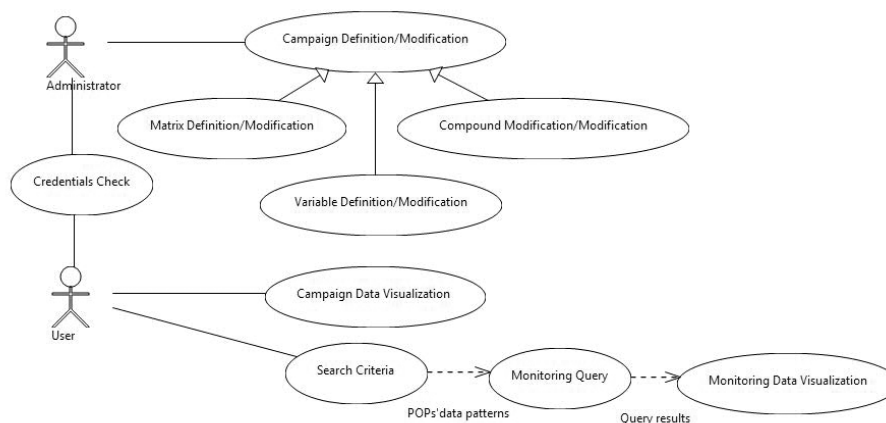 Campaign Definition/Modification
Administrator
Matrix Definition/Modification
Compound Modification/Modification
Credentials Check
Variable Definition/Modification
Campaign Data Visualization
User
Search Criteria
Monitoring Query
Monitoring Data Visualization
POPs'data patterns
Query results